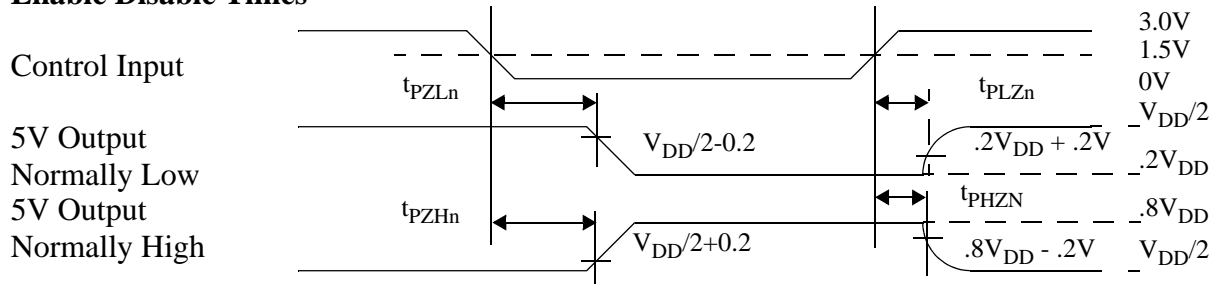 Enable Disable Times
3.0V
1.5V
Control Input
0V
tPZLn
tPLZn
VDD/2
5V Output
VDD/2-0.2
.2VDD + .2V
Normally Low
.2VDD
5V Output
tPZHn
tPHZN
.8VDD
Normally High
VDD/2+0.2
.8VDD - .2V
VDD/2